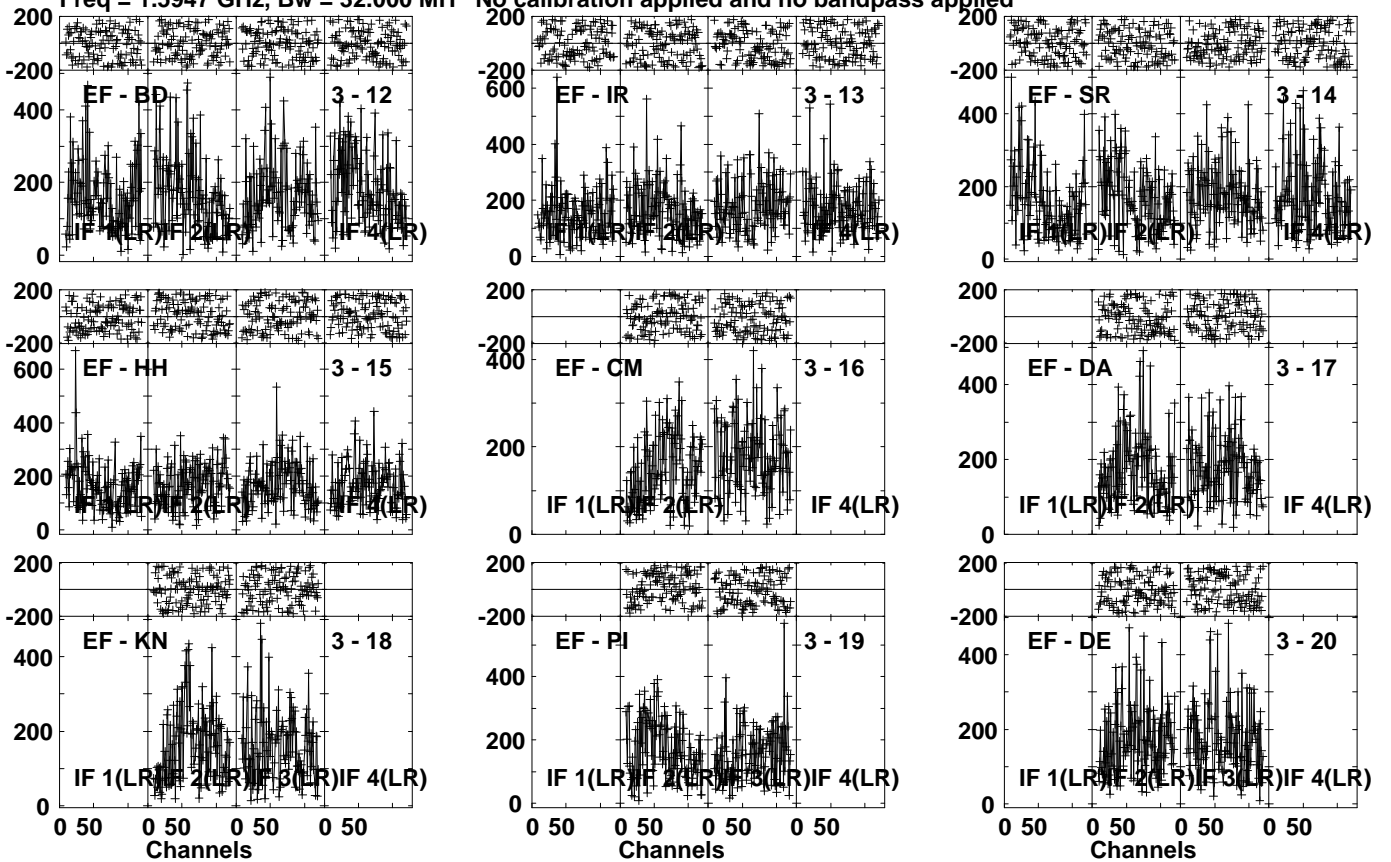 Freq = 1.5947 GHz, Bw = 32.000 MH No calibration applied and no bandpass applied
200
-200
EF - BD 3 - 12
400
200
IF 1(LR) IF 2(LR) IF 4(LR)
0
200
-200
600
EF - IR 3 - 13
400
200
IF 1(LR) IF 2(LR) IF 4(LR)
0
200
-200
EF - SR 3 - 14
400
200
IF 1(LR) IF 2(LR) IF 4(LR)
0
200
-200
EF - HH 3 - 15
600
400
200
IF 1(LR) IF 2(LR) IF 4(LR)
0
200
-200
400
EF - CM 3 - 16
200
IF 1(LR) IF 2(LR) IF 4(LR)
0
200
-200
EF - DA 3 - 17
400
200
IF 1(LR) IF 2(LR) IF 4(LR)
0
200
-200
EF - KN 3 - 18
400
200
IF 1(LR) IF 2(LR) IF 3(LR) IF 4(LR)
0
0 50 0 50 0 50 0 50
Channels
200
-200
EF - PI 3 - 19
400
200
IF 1(LR) IF 2(LR) IF 3(LR) IF 4(LR)
0
0 50 0 50 0 50 0 50
Channels
200
-200
EF - DE 3 - 20
400
200
IF 1(LR) IF 2(LR) IF 3(LR) IF 4(LR)
0
0 50 0 50 0 50 0 50
Channels